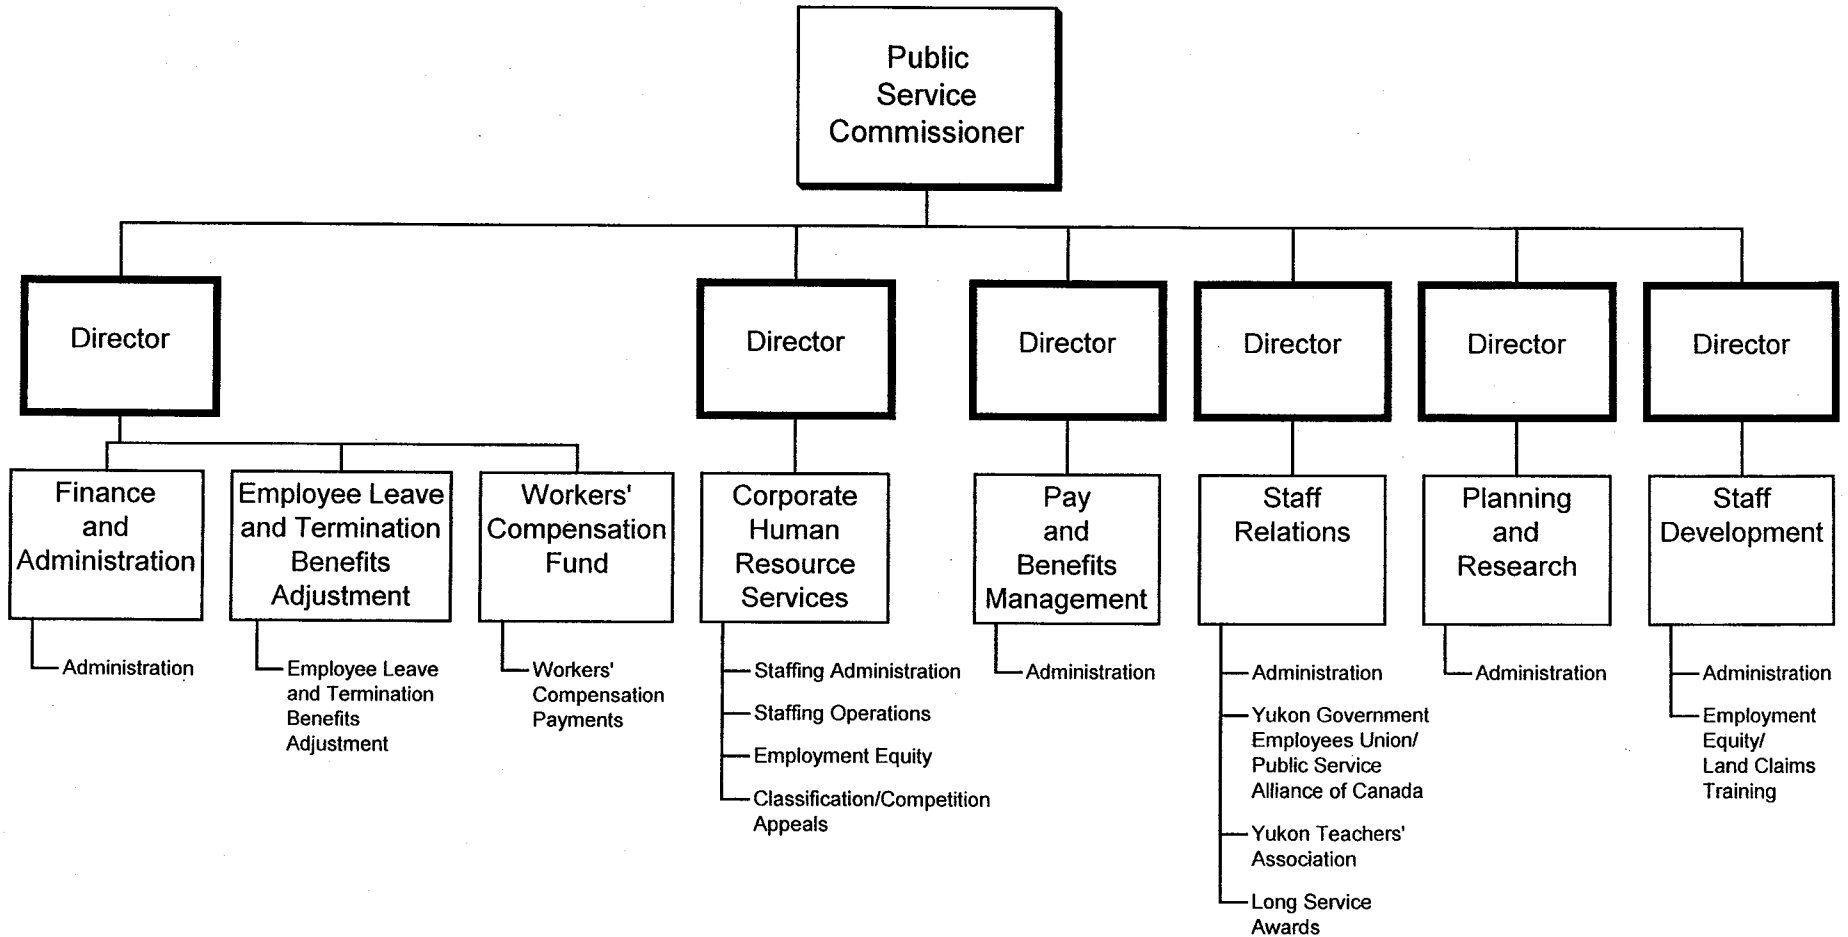 Public
Service
Commissioner
Director
Director
Director
Director
Director
Director
Finance
and
Administration
Employee Leave
and Termination
Benefits
Adjustment
Workers'
Compensation
Fund
Corporate
Human
Resource
Services
Pay
and
Benefits
Management
Staff
Relations
Planning
and
Research
Staff
Development
Administration
Employee Leave
and Termination
Benefits
Adjustment
Workers'
Compensation
Payments
Staffing Administration
Staffing Operations
Employment Equity
Classification/Competition
Appeals
Administration
Administration
Yukon Government
Employees Union/
Public Service
Alliance of Canada
Yukon Teachers'
Association
Long Service
Awards
Administration
Administration
Employment
Equity/
Land Claims
Training